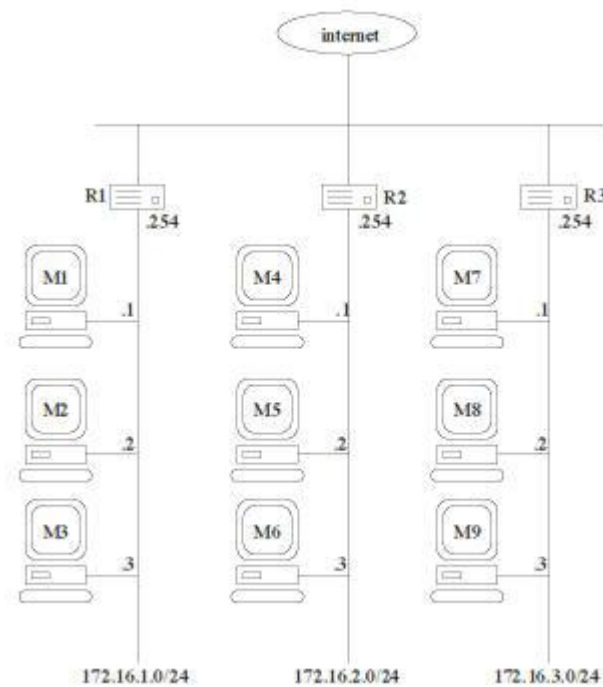 internet
R1 R2 R3
.254 .254 .254
M1 M4 M7
.1 .1 .1
M2 M5 M8
.2 .2 .2
M3 M6 M9
.3 .3 .3
172.16.1.0/24 172.16.2.0/24 172.16.3.0/24